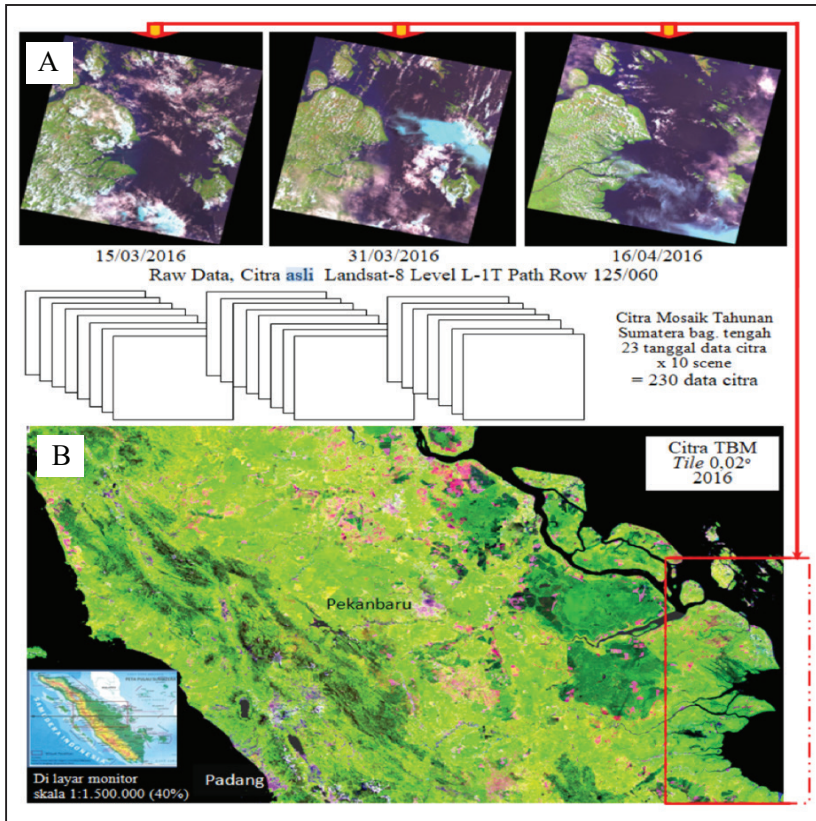 A
15/03/2016
31/03/2016
16/04/2016
Raw Data, Citra asli Landsat-8 Level L-1T Path Row 125/060
Citra Mosaik Tahunan
Sumatera bag. tengah
23 tanggal data citra
x 10 scene
= 230 data citra
B
Citra TBM
Tile 0,02°
2016
Pekanbaru
Padang
Di layar monitor
skala 1:1.500.000 (40%)